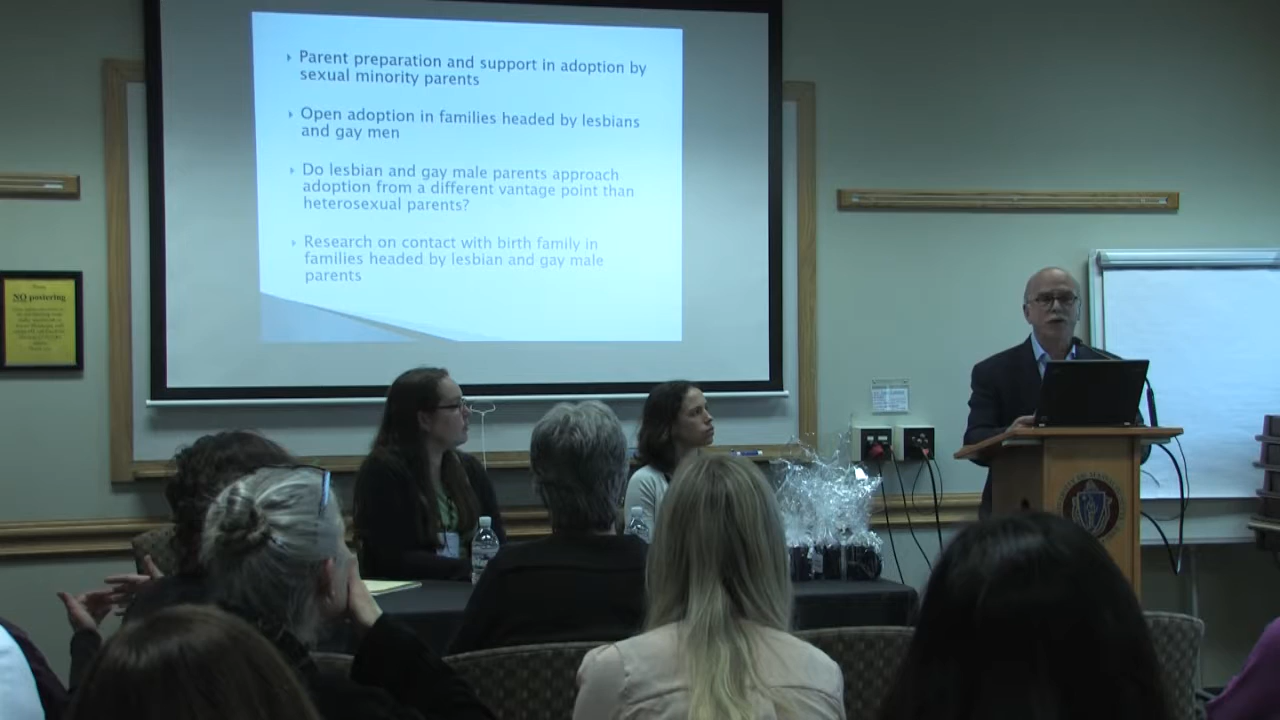 Parent preparation and support in adoption by
sexual minority parents
Open adoption in families headed by lesbians
and gay men
Do lesbian and gay male parents approach
adoption from a different vantage point than
heterosexual parents?
Research on contact with birth family in
families headed by lesbian and gay male
parents
NO postering